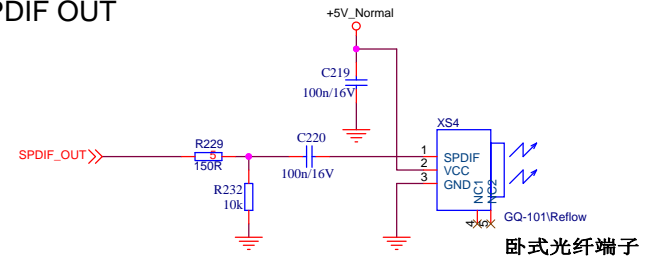 PDIF OUT
+5V_Normal
C219
100n/16V
XS4
SPDIF_OUT
R229
5
150R
C220
100n/16V
1
SPDIF
2
VCC
3
GND
R232
10k
NC1
NC2
4
5
GQ-101\Reflow
卧式光纤端子